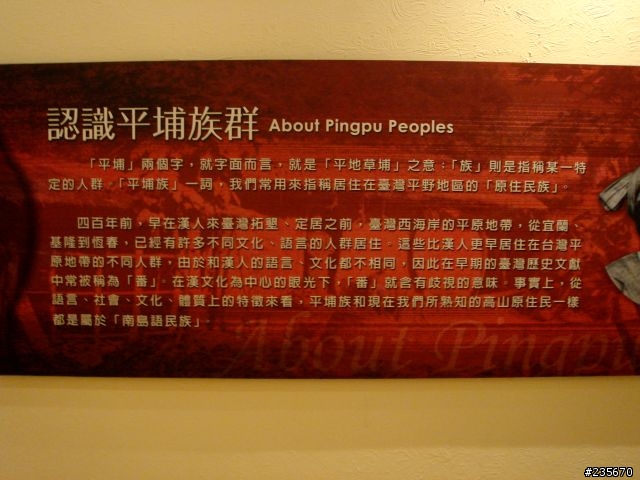 認識平埔族群 About Pingpu Peoples
「平埔」兩個字，就字面而言，就是「平地草埔」之意；「族」則是指稱某一特
定的人群。「平埔族」一詞，我們常用來指稱居住在臺灣平野地區的「原住民族」。
四百年前，早在漢人來臺灣拓墾、定居之前，臺灣西海岸的平原地帶，從宜蘭、
基隆到恆春，已經有許多不同文化、語言的人群居住。這些比漢人更早居住在台灣平
原地帶的不同人群，由於和漢人的語言、文化都不相同，因此在早期的臺灣歷史文獻
中常被稱為「番」。在漢文化為中心的眼光下，「番」就含有歧視的意味。事實上，從
語言、社會、文化、體質上的特徵來看，平埔族和現在我們所熟知的高山原住民一樣
都是屬於「南島語民族」。
About Pingpu
#235670